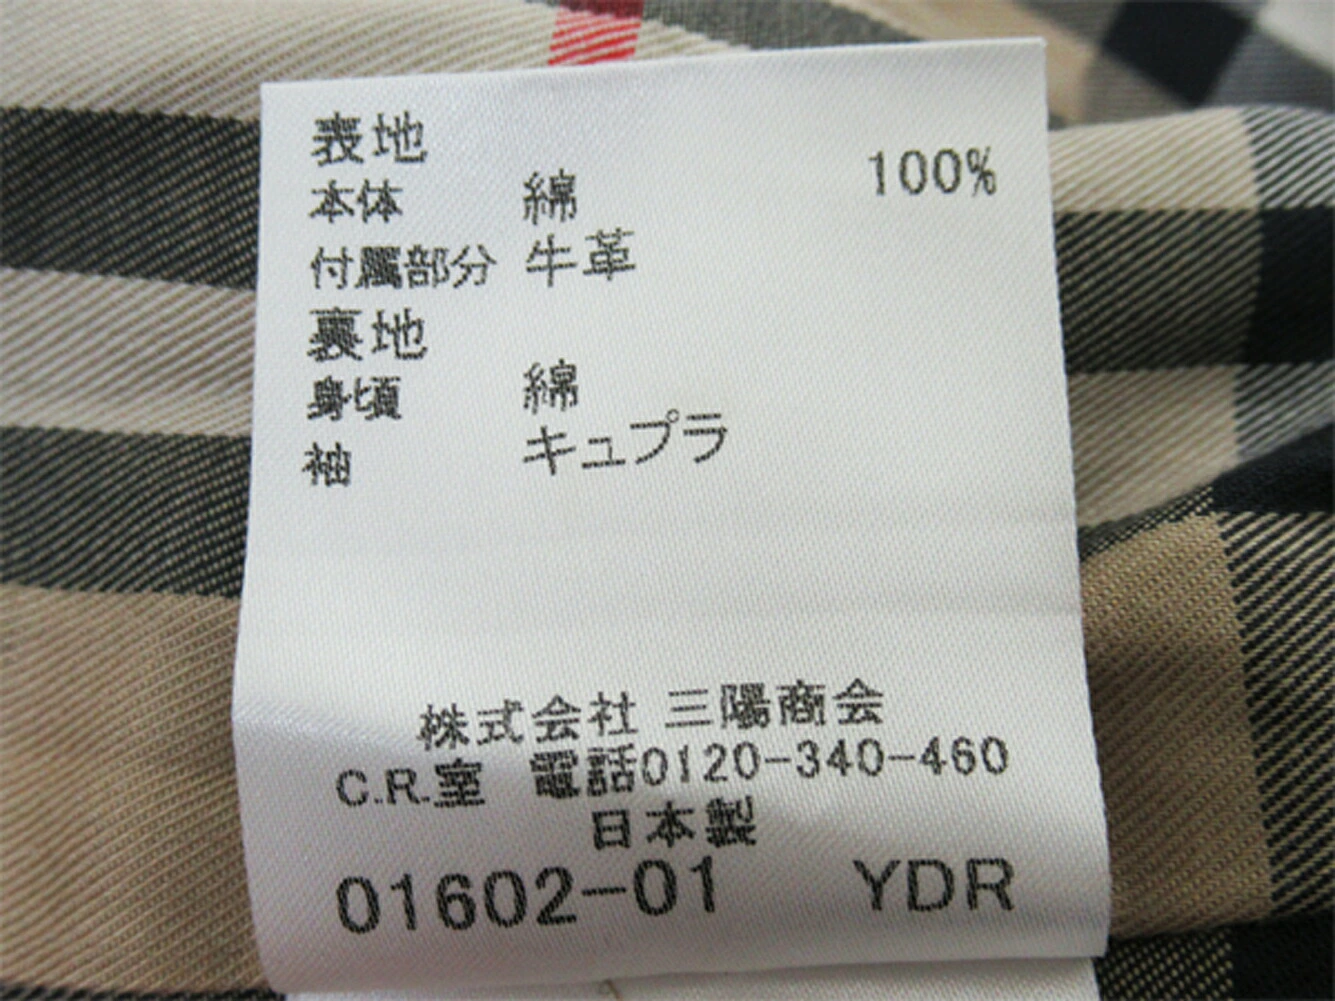 表地
本体 綿 100%
付属部分 牛革
裏地
身頃 綿
袖 キュプラ
株式会社 三陽商会
C.R.室 電話0120-340-460
日本製
01602-01 YDR